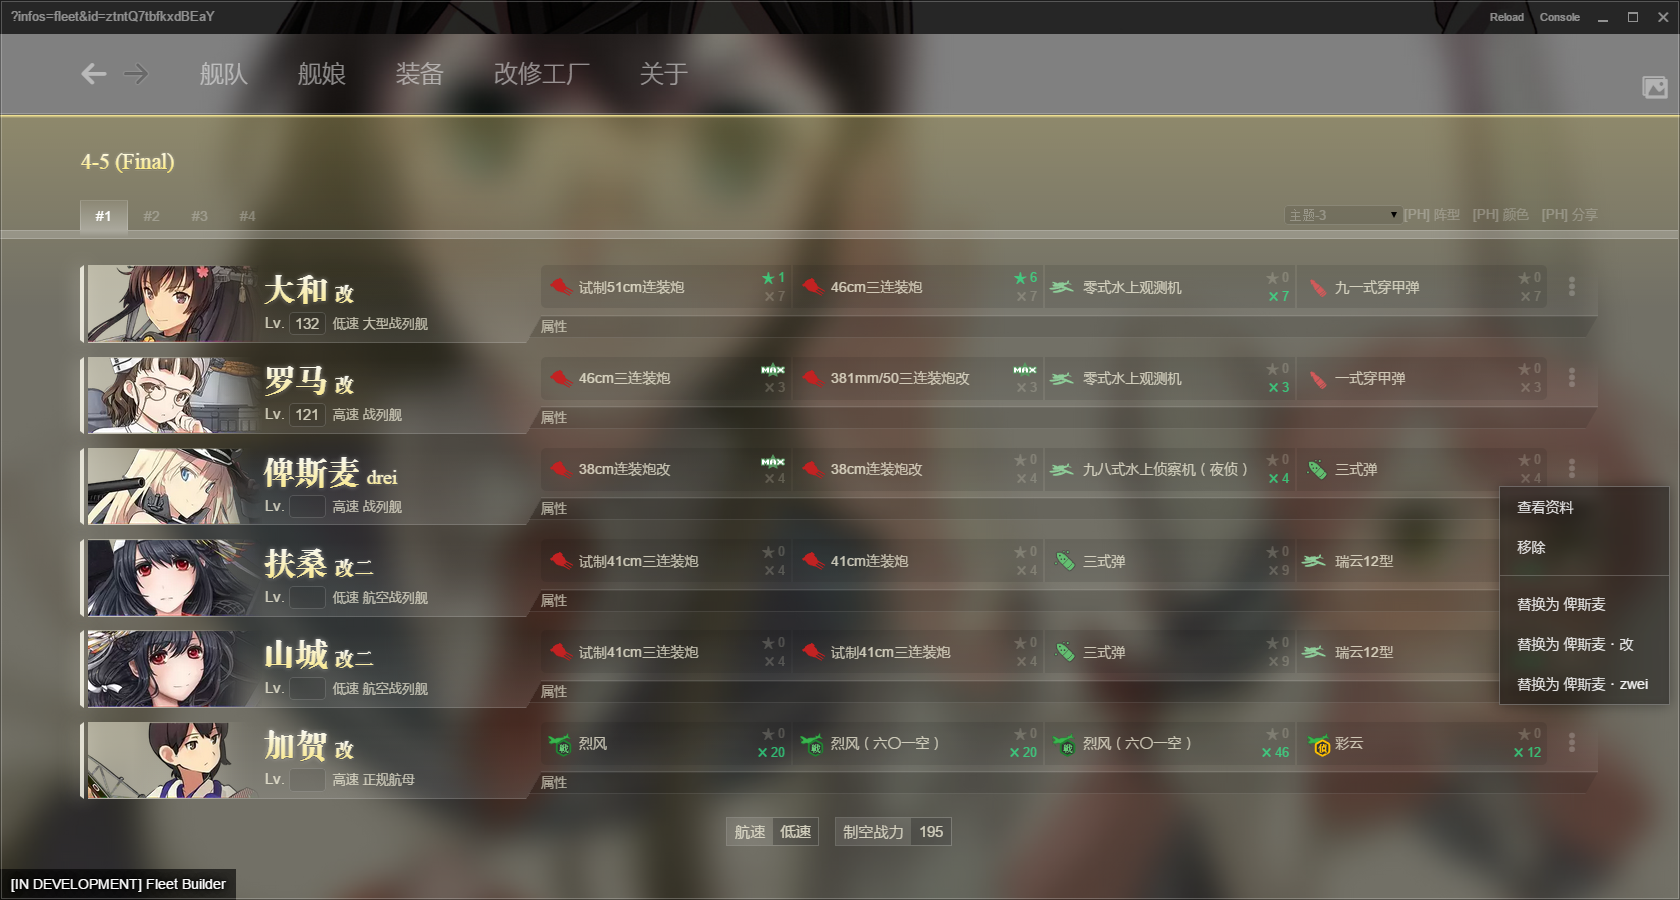 ?infos=fleet&id=ztntQ7tbfkxdBEaY
Reload Console
舰队 舰娘 装备 改修工厂 关于
4-5 (Final)
#1 #2 #3 #4
主题-3 [PH] 阵型 [PH] 颜色 [PH] 分享
大和 改
Lv. 132 低速 大型战列舰
试制51cm连装炮 ★1 ×7
46cm三连装炮 ★6 ×7
零式水上观测机 ★0 ×7
九一式穿甲弹 ★0 ×7
属性
罗马 改
Lv. 121 高速 战列舰
46cm三连装炮 MAX ×3
381mm/50三连装炮改 MAX ×3
零式水上观测机 ★0 ×3
一式穿甲弹 ★0 ×3
属性
俾斯麦 drei
Lv. 高速 战列舰
38cm连装炮改 MAX ×4
38cm连装炮改 ★0 ×4
九八式水上侦察机（夜侦） ★0 ×4
三式弹 ★0 ×4
属性
查看资料
移除
替换为 俾斯麦
替换为 俾斯麦・改
替换为 俾斯麦・zwei
扶桑 改二
Lv. 低速 航空战列舰
试制41cm三连装炮 ★0 ×4
41cm连装炮 ★0 ×4
三式弹 ★0 ×9
瑞云12型
属性
山城 改二
Lv. 低速 航空战列舰
试制41cm三连装炮 ★0 ×4
试制41cm三连装炮 ★0 ×4
三式弹 ★0 ×9
瑞云12型
属性
加贺 改
Lv. 高速 正规航母
烈风 ★0 ×20
烈风（六〇一空） ★0 ×20
烈风（六〇一空） ★0 ×46
彩云 ★0 ×12
属性
航速 低速 制空战力 195
[IN DEVELOPMENT] Fleet Builder